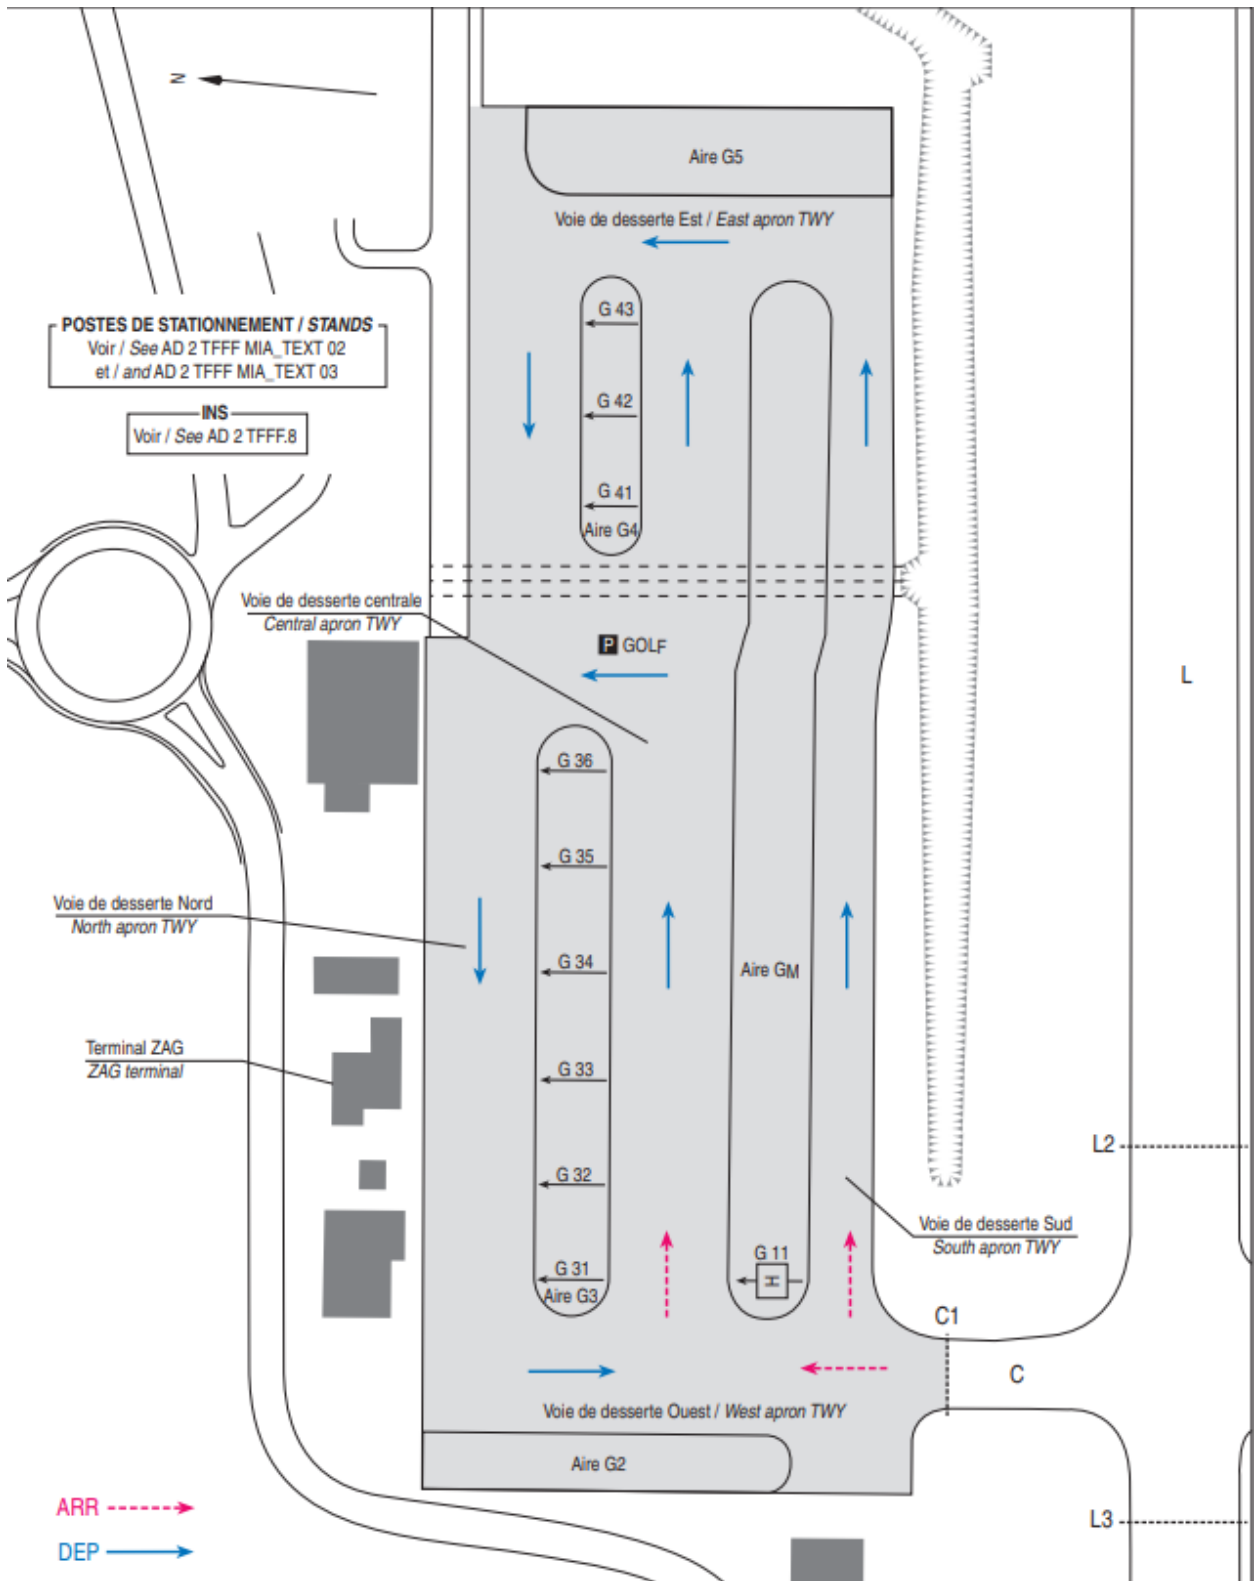 N
Aire G5
Voie de desserte Est / East apron TWY
G 43
POSTES DE STATIONNEMENT / STANDS
Voir / See AD 2 TFFF MIA_TEXT 02
et / and AD 2 TFFF MIA_TEXT 03
G 42
INS
Voir / See AD 2 TFFF.8
G 41
Aire G4
Voie de desserte centrale
Central apron TWY
P GOLF
L
G 36
G 35
Voie de desserte Nord
North apron TWY
G 34
Aire GM
Terminal ZAG
ZAG terminal
G 33
L2
G 32
Voie de desserte Sud
South apron TWY
G 11
H
G 31
Aire G3
C1
C
Voie de desserte Ouest / West apron TWY
Aire G2
ARR
L3
DEP